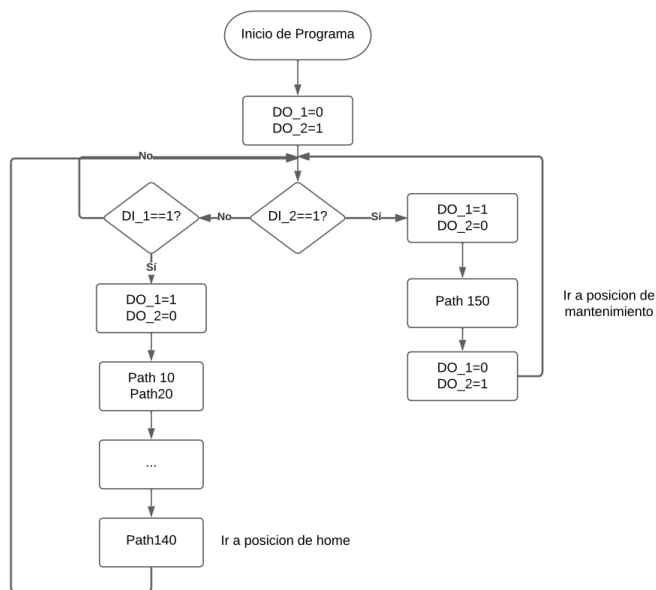 Inicio de Programa
DO_1=0
DO_2=1
No
DI_1==1?
No
DI_2==1?
Sí
DO_1=1
DO_2=0
Sí
DO_1=1
DO_2=0
Path 150
Ir a posicion de
mantenimiento
Path 10
Path20
DO_1=0
DO_2=1
...
Path140
Ir a posicion de home